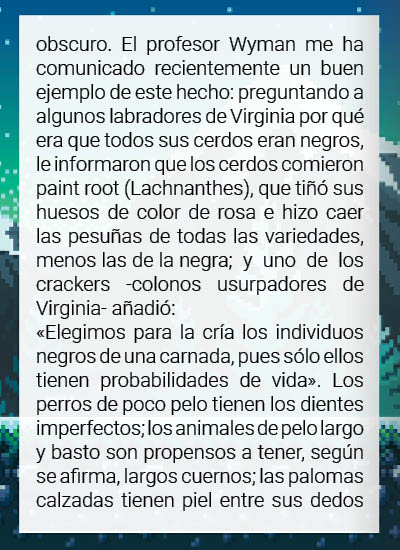 obscuro. El profesor Wyman me ha
comunicado recientemente un buen
ejemplo de este hecho: preguntando a
algunos labradores de Virginia por qué
era que todos sus cerdos eran negros,
le informaron que los cerdos comieron
paint root (Lachnanthes), que tiñó sus
huesos de color de rosa e hizo caer
las pesuñas de todas las variedades,
menos las de la negra; y uno de los
crackers -colonos usurpadores de
Virginia- añadió:
«Elegimos para la cría los individuos
negros de una carnada, pues sólo ellos
tienen probabilidades de vida». Los
perros de poco pelo tienen los dientes
imperfectos; los animales de pelo largo
y basto son propensos a tener, según
se afirma, largos cuernos; las palomas
calzadas tienen piel entre sus dedos